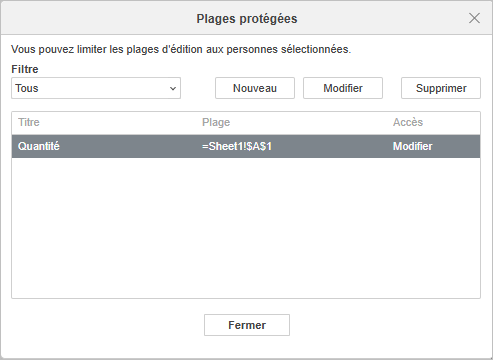 Plages protégées
Vous pouvez limiter les plages d'édition aux personnes sélectionnées.
Filtre
Tous Nouveau Modifier Supprimer
Titre Plage Accès
Quantité =Sheet1!$A$1 Modifier
Fermer